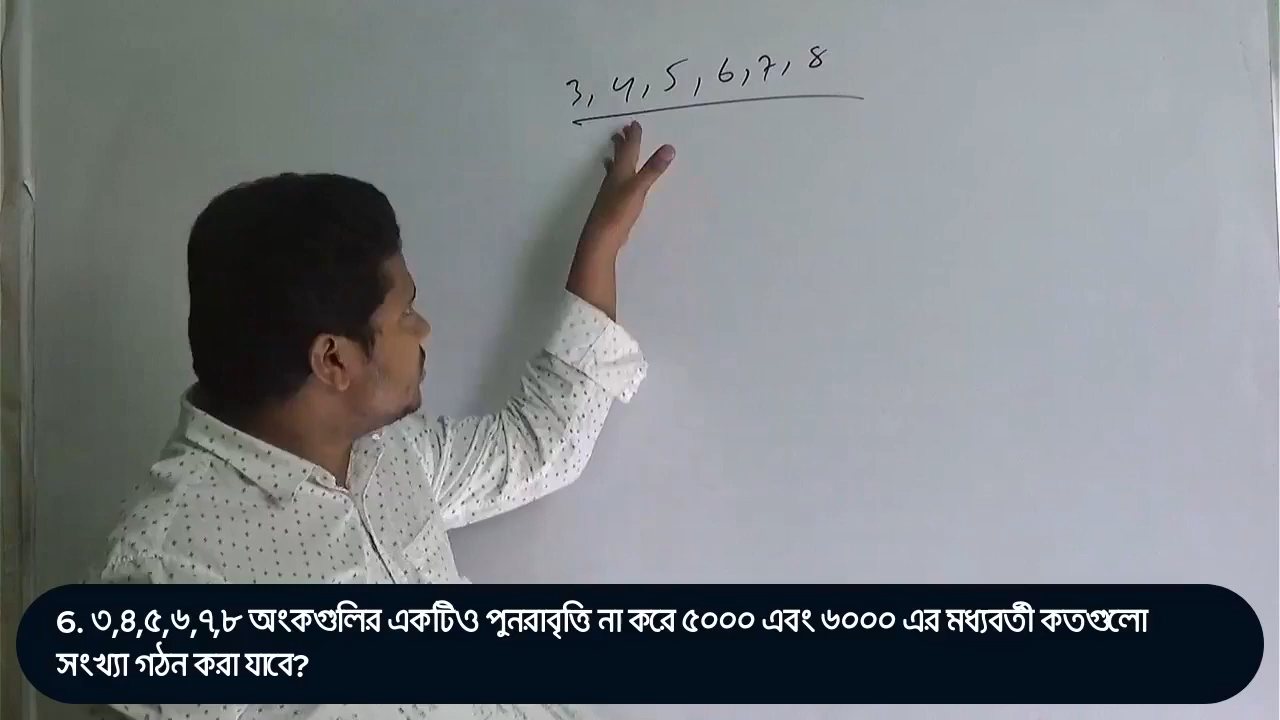 3, 4, 5, 6, 7, 8
6. ৩,৪,৫,৬,৭,৮ অংকগুলির একটিও পুনরাবৃত্তি না করে ৫০০০ এবং ৬০০০ এর মধ্যবর্তী কতগুলো
সংখ্যা গঠন করা যাবে?